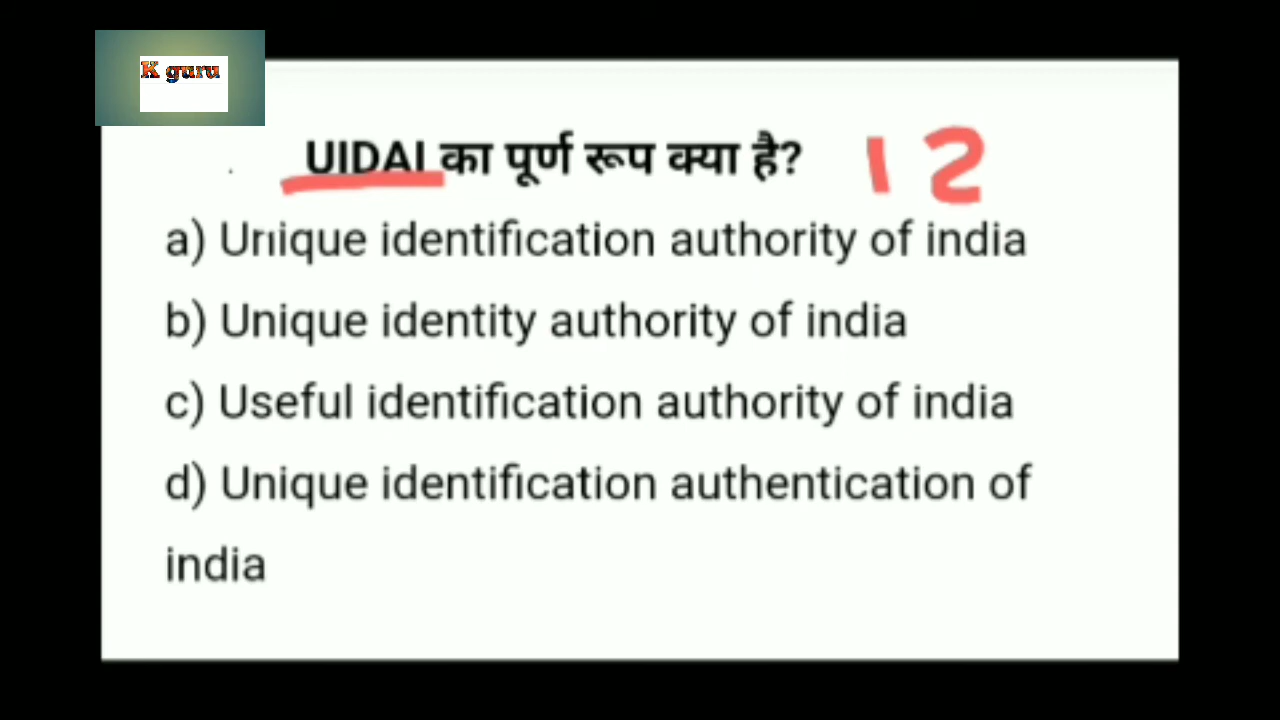 K guru
UIDAI का पूर्ण रूप क्या है? 12
a) Unique identification authority of india
b) Unique identity authority of india
c) Useful identification authority of india
d) Unique identification authentication of
india